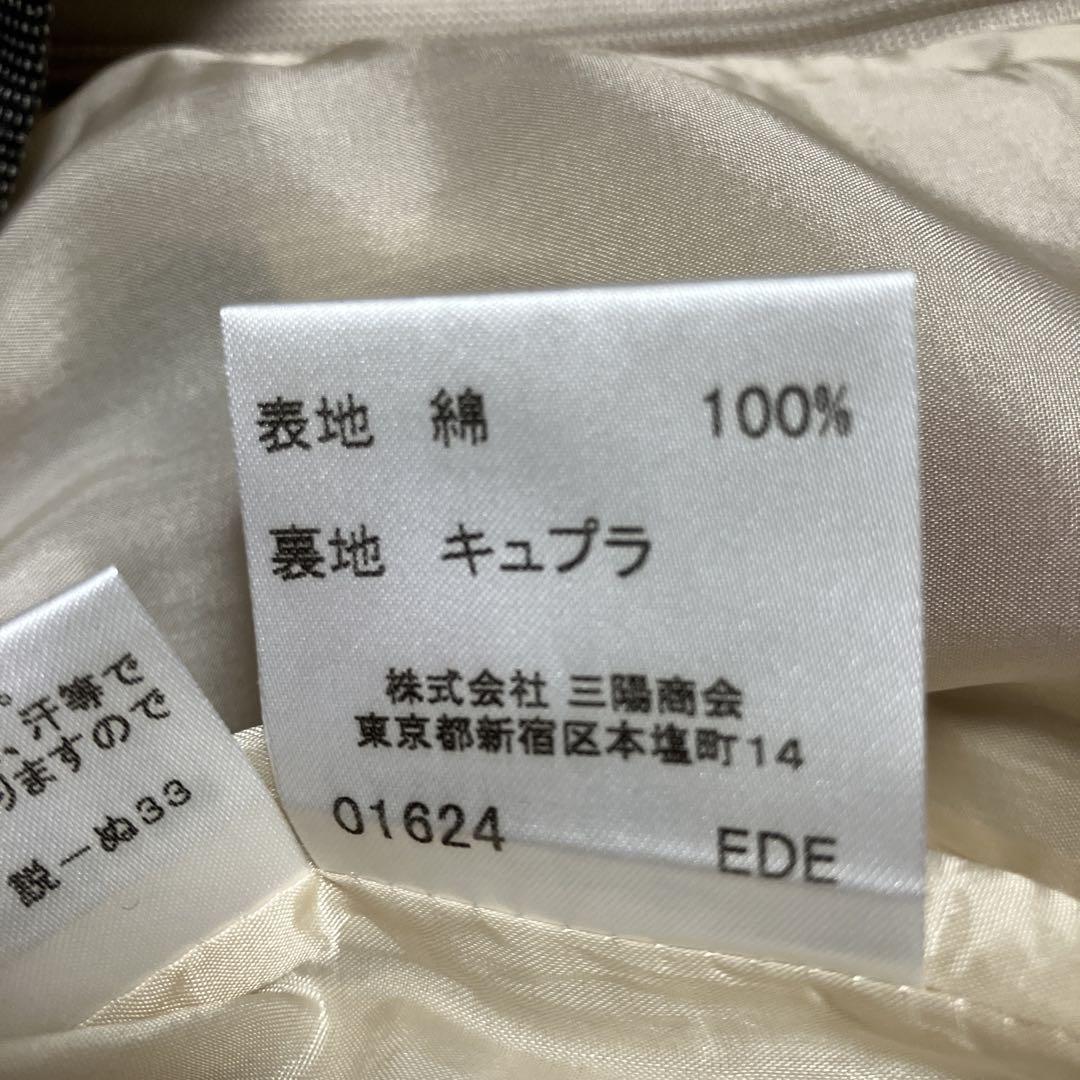 表地 綿 100%
裏地 キュプラ
株式会社 三陽商会
東京都新宿区本塩町14
01624 EDE
。
、汗等で
りますので
説ーぬ33